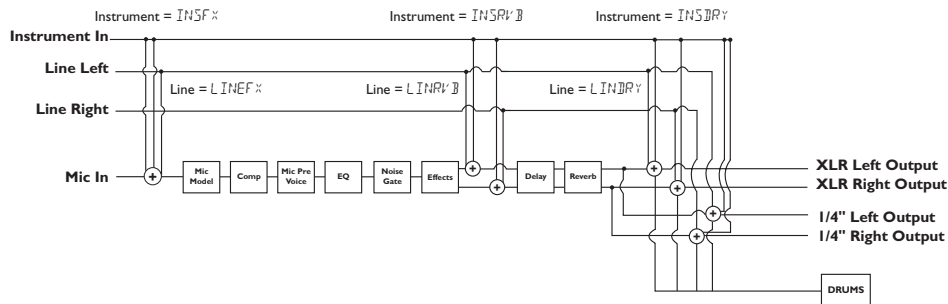 Instrument = INSFX
Instrument = INSRVB
Instrument = INSDRY
Instrument In
Line Left
Line = LINEFX
Line = LINRVB
Line = LINDRY
Line Right
Mic In
+
Mic Model
Comp
Mic Pre Voice
EQ
Noise Gate
Effects
+
+
Delay
Reverb
+
+
XLR Left Output
XLR Right Output
+
+
1/4" Left Output
1/4" Right Output
DRUMS